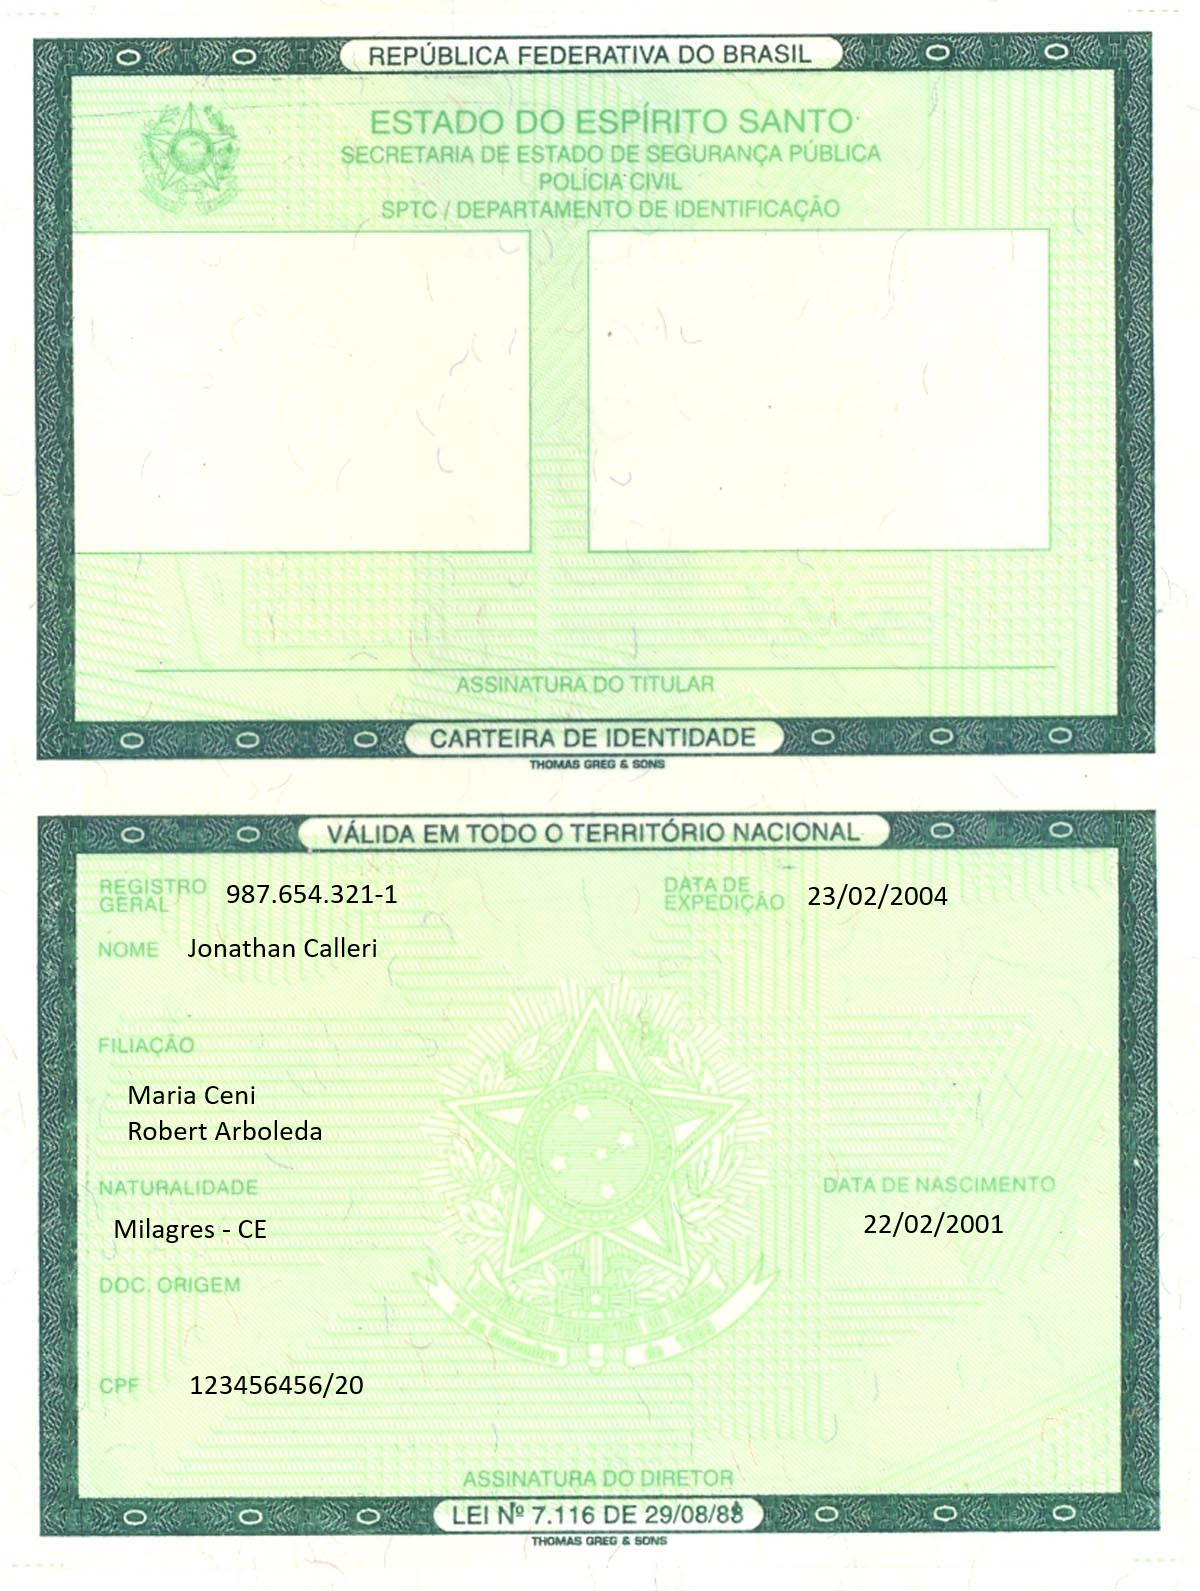 REPÚBLICA FEDERATIVA DO BRASIL
ESTADO DO ESPÍRITO SANTO
SECRETARIA DE ESTADO DE SEGURANÇA PÚBLICA
POLÍCIA CIVIL
SPTC / DEPARTAMENTO DE IDENTIFICAÇÃO
ASSINATURA DO TITULAR
CARTEIRA DE IDENTIDADE
THOMAS GREG & SONS
VÁLIDA EM TODO O TERRITÓRIO NACIONAL
REGISTRO GERAL 987.654.321-1 DATA DE EXPEDIÇÃO 23/02/2004
NOME Jonathan Calleri
FILIAÇÃO
Maria Ceni
Robert Arboleda
NATURALIDADE DATA DE NASCIMENTO
Milagres - CE 22/02/2001
DOC. ORIGEM
CPF 123456456/20
ASSINATURA DO DIRETOR
LEI Nº 7.116 DE 29/08/83
THOMAS GREG & SONS